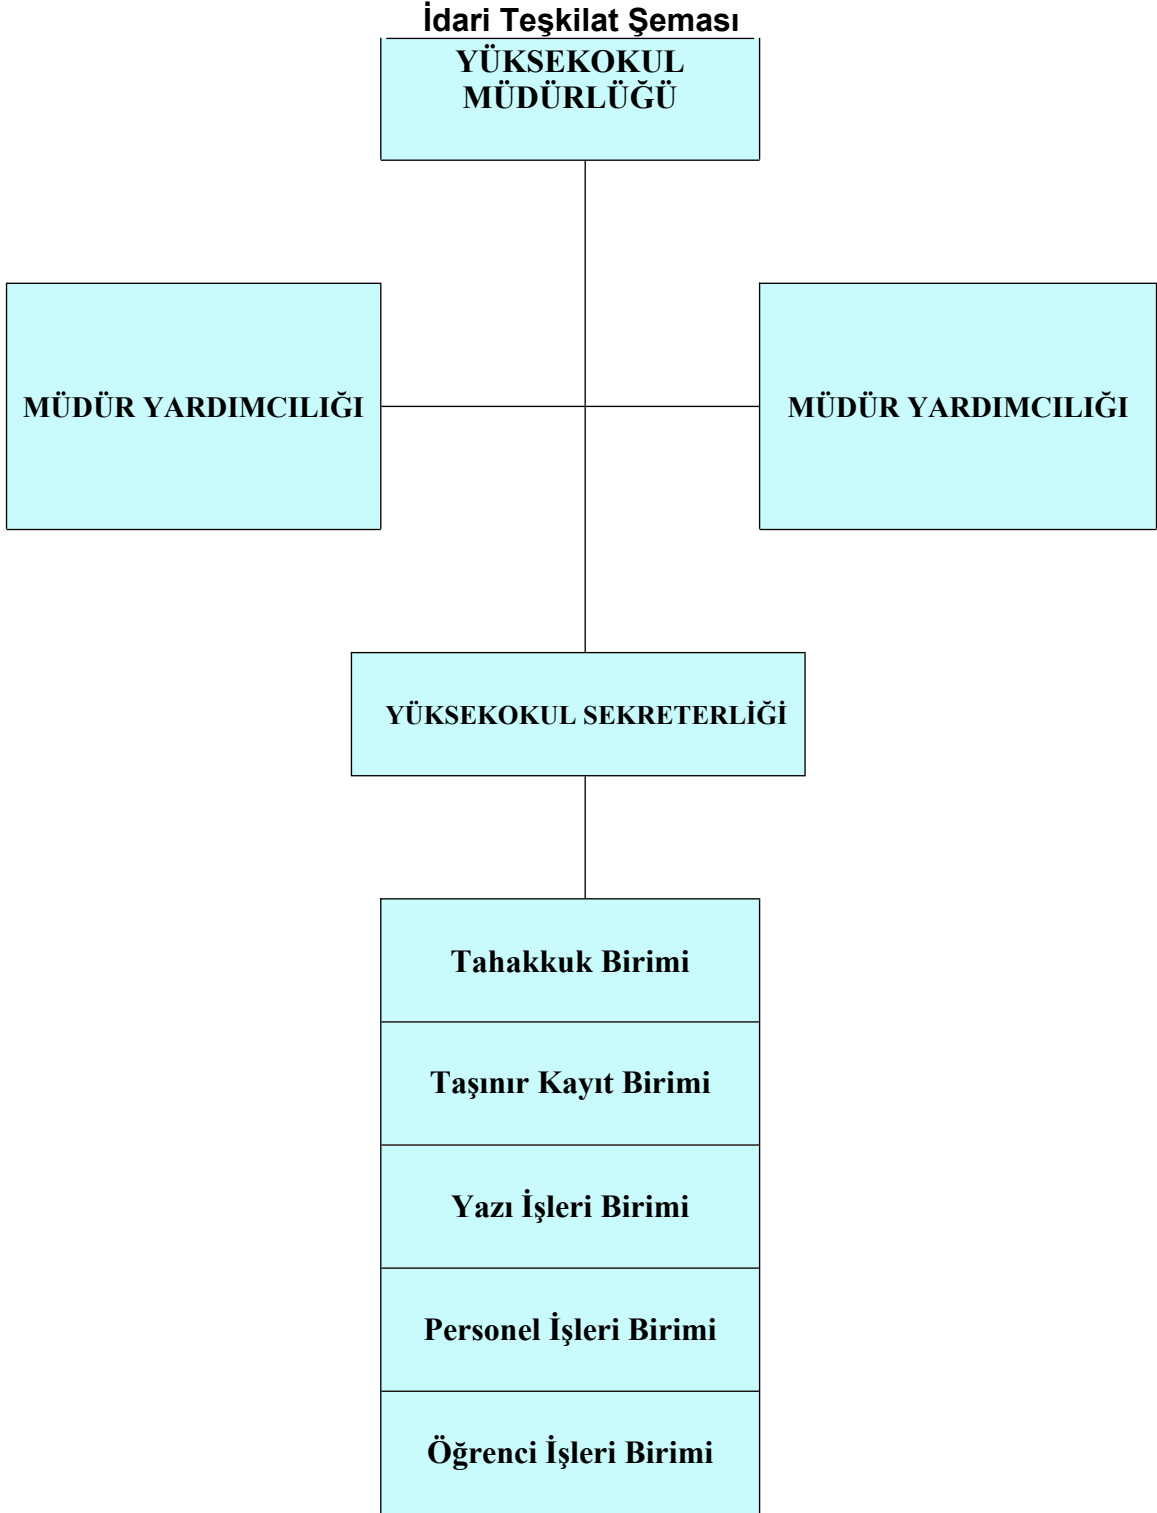 İdari Teşkilat Şeması
YÜKSEKOKUL
MÜDÜRLÜĞÜ
MÜDÜR YARDIMCILIĞI
MÜDÜR YARDIMCILIĞI
YÜKSEKOKUL SEKRETERLİĞİ
Tahakkuk Birimi
Taşınır Kayıt Birimi
Yazı İşleri Birimi
Personel İşleri Birimi
Öğrenci İşleri Birimi